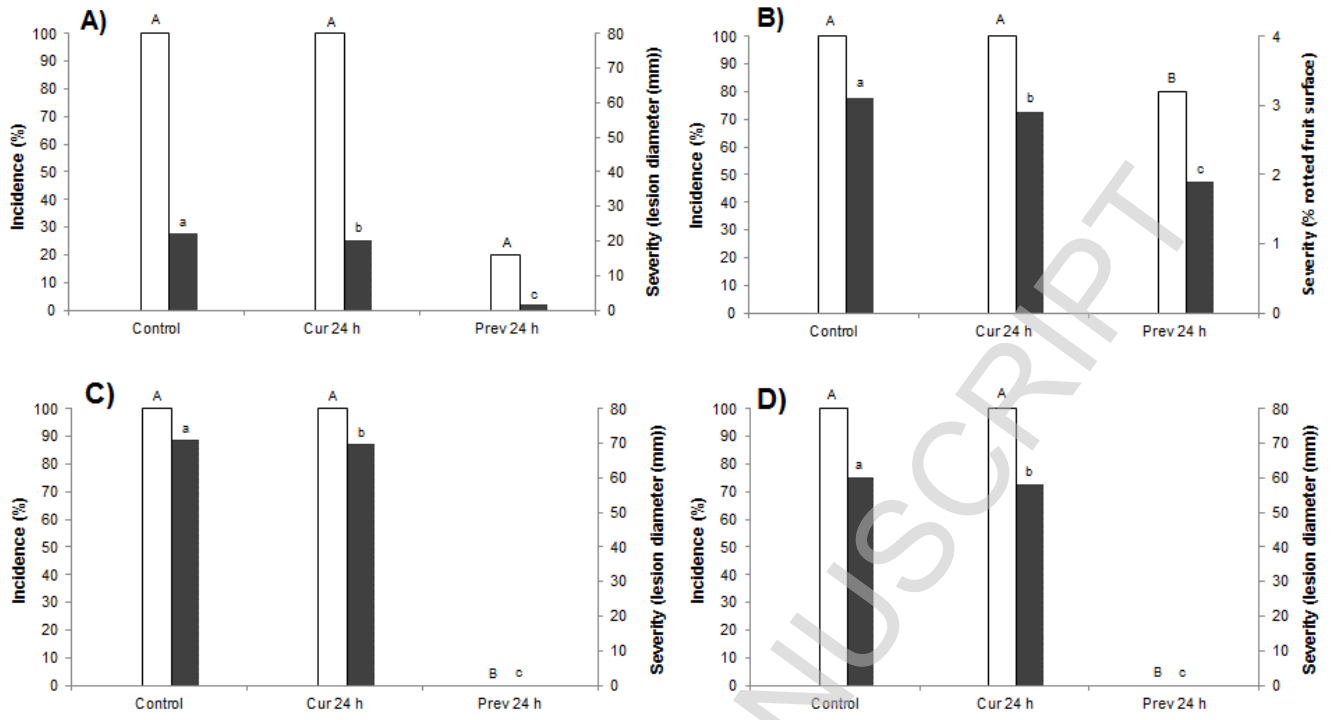 A)
Incidence (%)
100
90
80
70
60
50
40
30
20
10
0
A
a
A
b
A
c
Control
Cur 24 h
Prev 24 h
80
70
60
50
40
30
20
10
0
Severity (lesion diameter (mm))
B)
Incidence (%)
100
90
80
70
60
50
40
30
20
10
0
A
a
A
b
B
c
Control
Cur 24 h
Prev 24 h
4
3
2
1
0
Severity (% rotted fruit surface)
C)
Incidence (%)
100
90
80
70
60
50
40
30
20
10
0
A
a
A
b
B
c
Control
Cur 24 h
Prev 24 h
80
70
60
50
40
30
20
10
0
Severity (lesion diameter (mm))
D)
Incidence (%)
100
90
80
70
60
50
40
30
20
10
0
A
a
A
b
B
c
Control
Cur 24 h
Prev 24 h
80
70
60
50
40
30
20
10
0
Severity (lesion diameter (mm))
NUSCRIPT